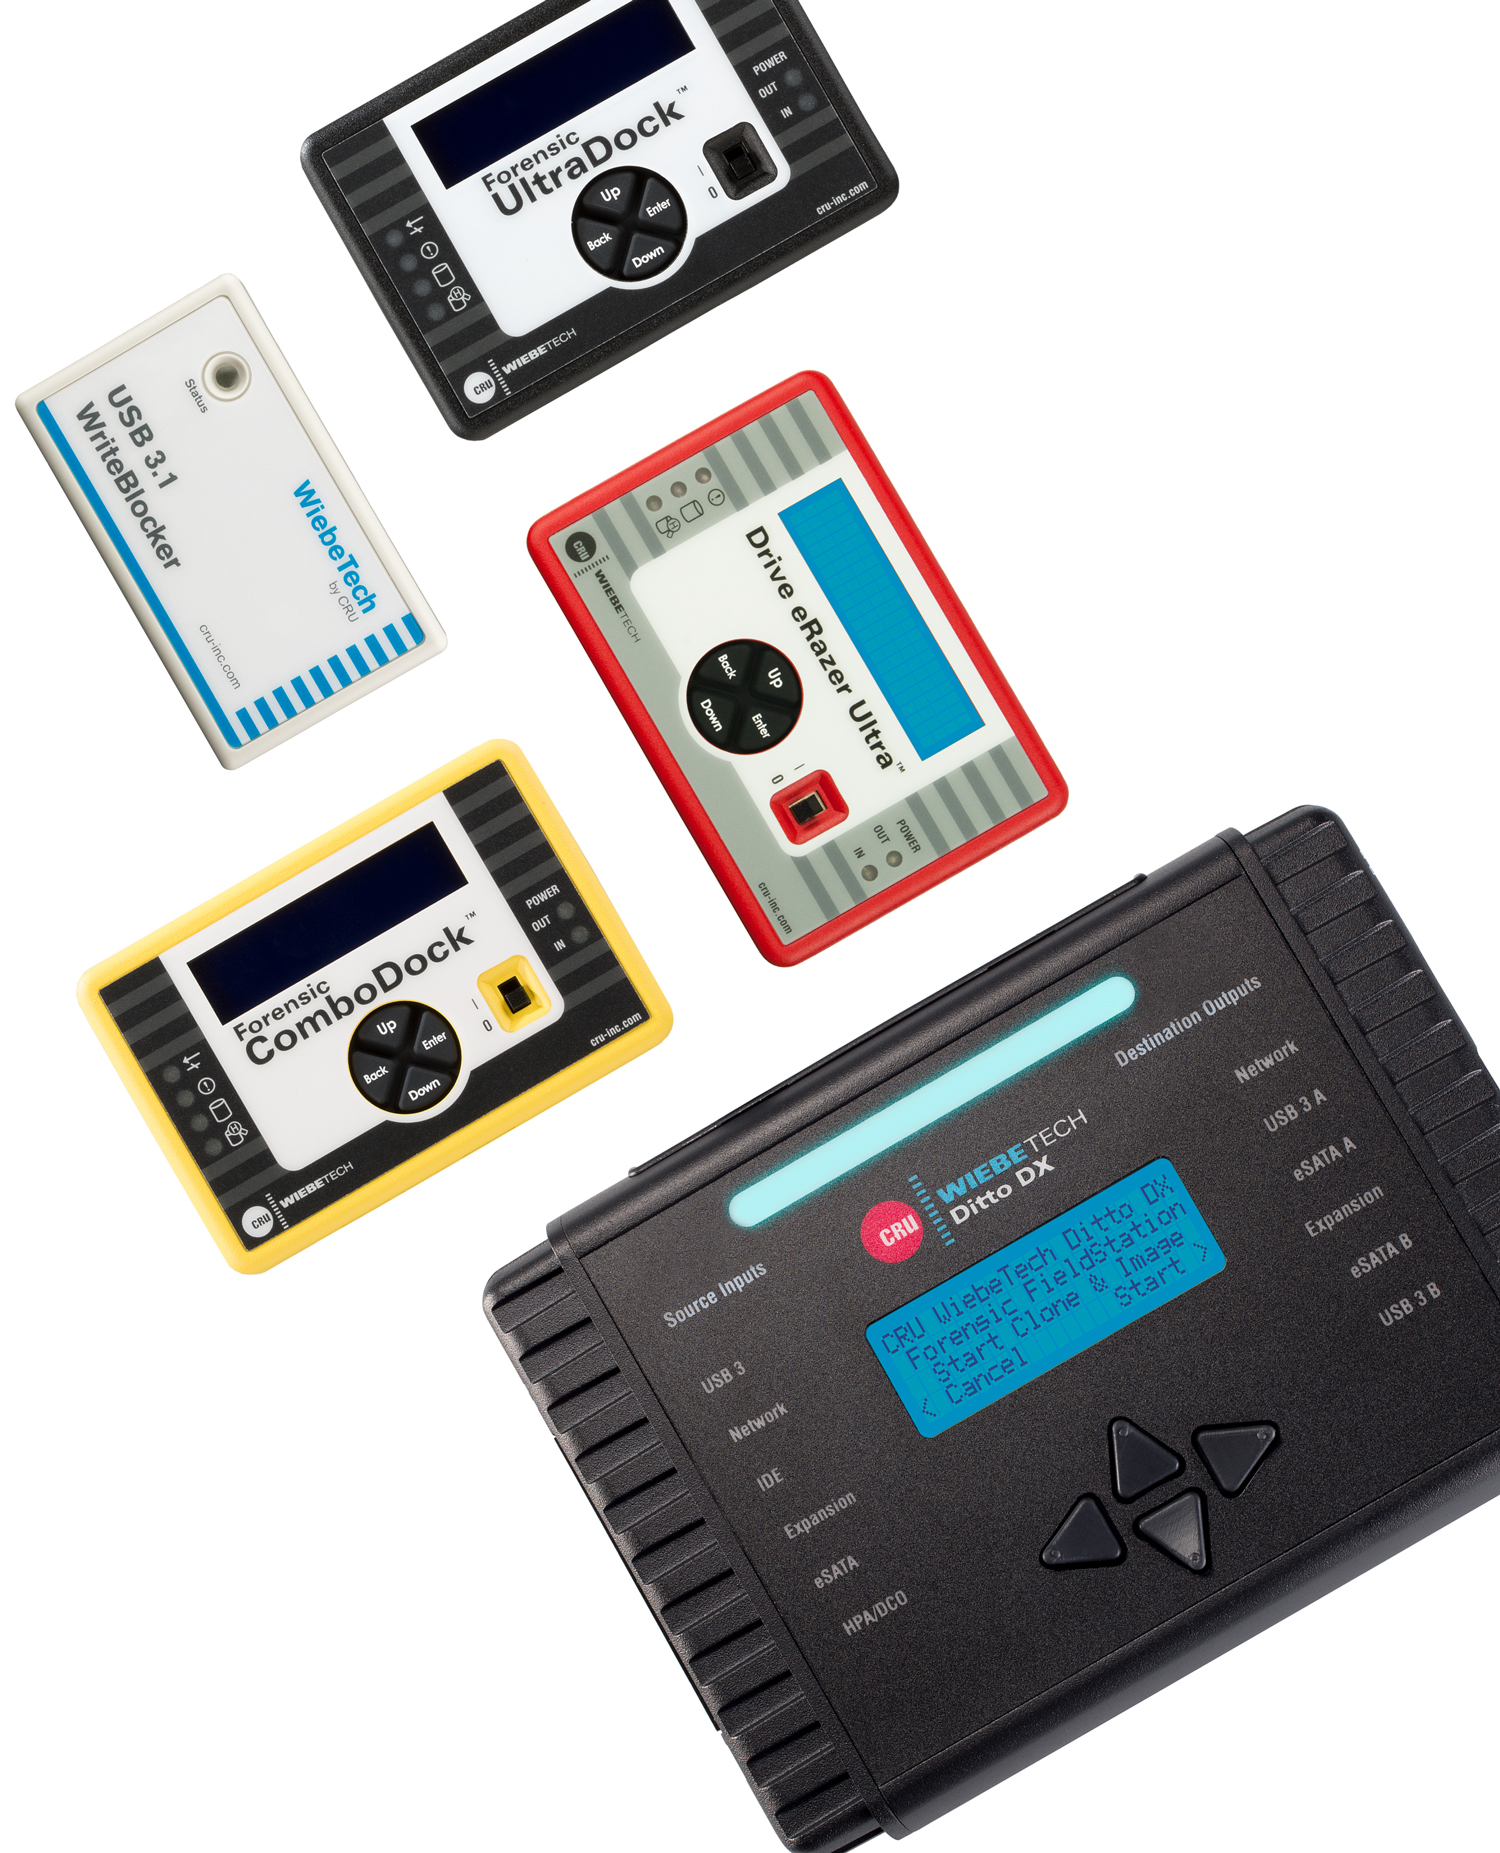 Forensic
UltraDock™
Up
Enter
Back
Down
I
0
POWER
OUT
IN
cru-inc.com
CRU WIEBETECH
USB 3.1
WriteBlocker
Status
WiebeTech
by CRU
cru-inc.com
CRU WIEBETECH
Drive eRazer Ultra™
Back
Up
Down
Enter
0
I
POWER
OUT
IN
cru-inc.com
Forensic
ComboDock™
Up
Enter
Back
Down
I
0
POWER
OUT
IN
cru-inc.com
CRU WIEBETECH
CRU WIEBETECH
Ditto DX
CRU WiebeTech Ditto DX
Forensic FieldStation
Start Clone & Image
< Cancel Start >
Source Inputs
USB 3
Network
IDE
Expansion
eSATA
HPA/DCO
Destination Outputs
Network
USB 3 A
eSATA A
Expansion
eSATA B
USB 3 B